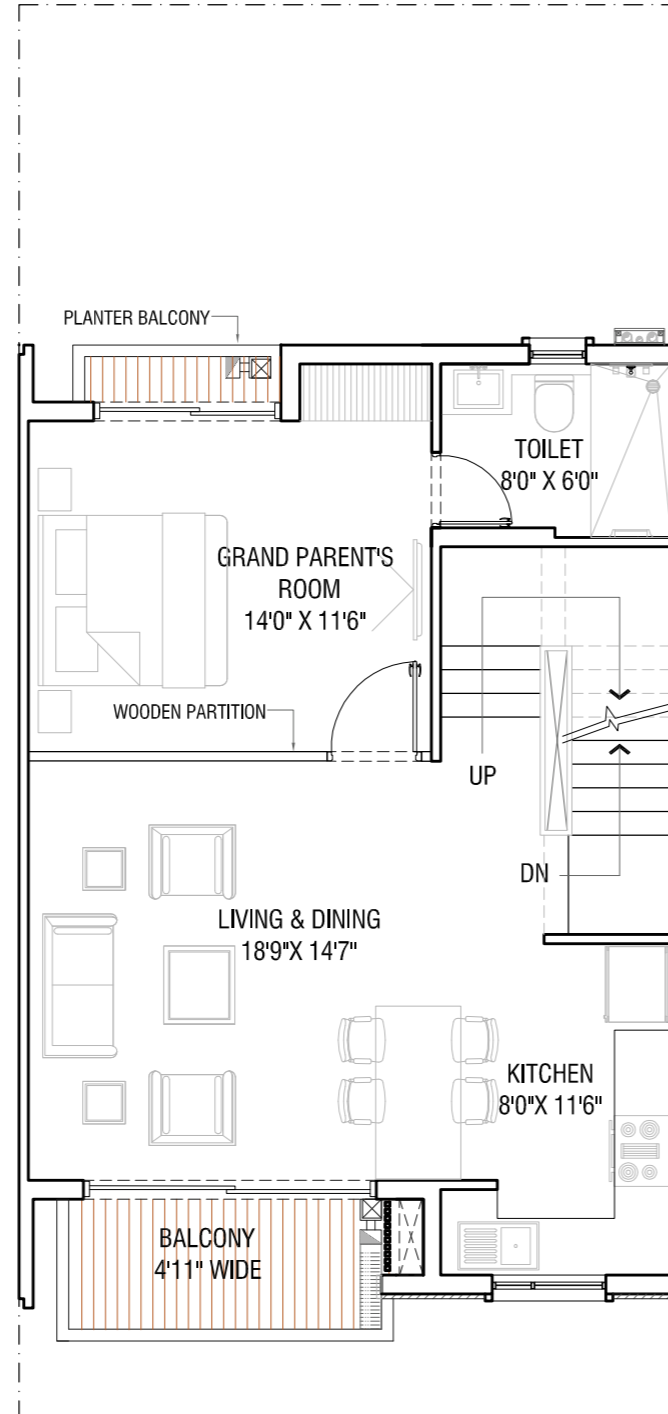 PLANTER BALCONY
TOILET
8'0" X 6'0"
GRAND PARENT'S
ROOM
14'0" X 11'6"
WOODEN PARTITION
UP
DN
LIVING & DINING
18'9"X 14'7"
KITCHEN
8'0"X 11'6"
BALCONY
4'11" WIDE